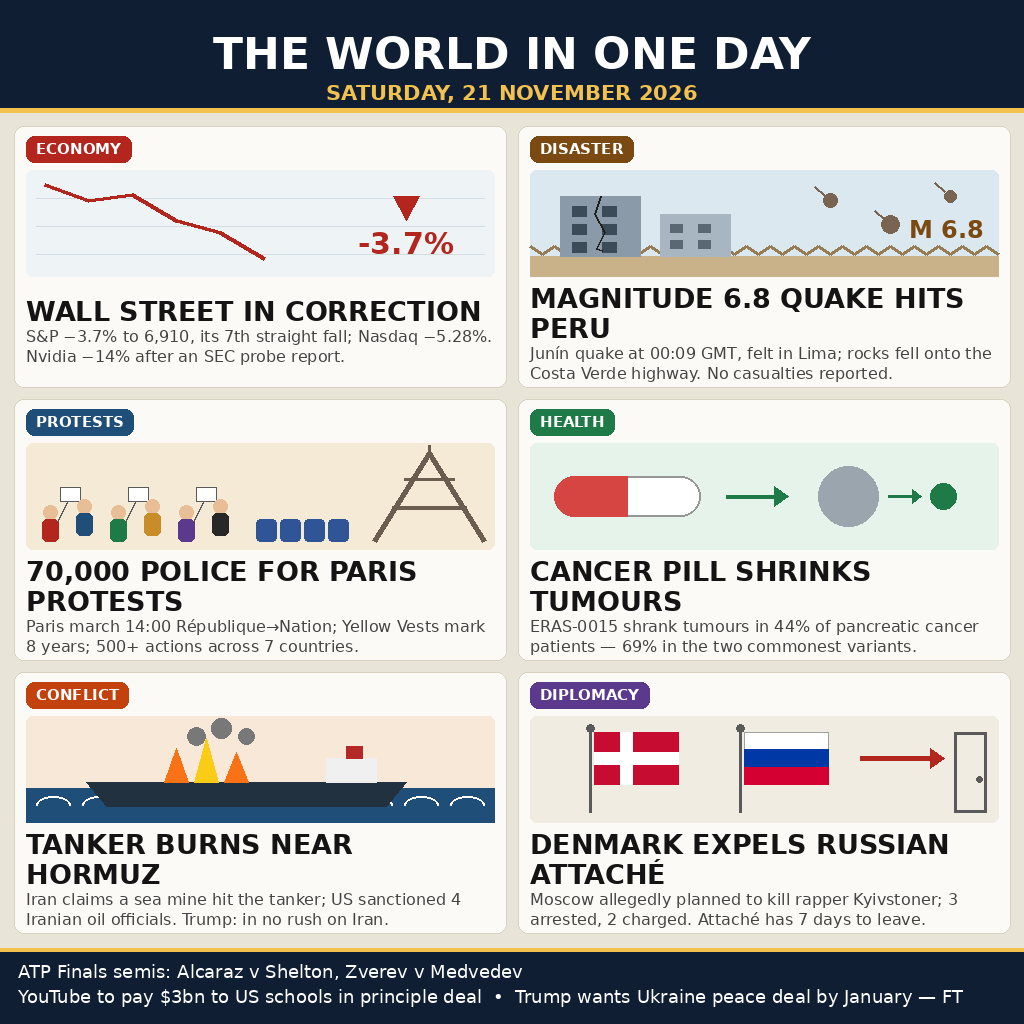 THE WORLD IN ONE DAY
SATURDAY, 21 NOVEMBER 2026
ECONOMY
-3.7%
WALL STREET IN CORRECTION
S&P −3.7% to 6,910, its 7th straight fall; Nasdaq −5.28%.
Nvidia −14% after an SEC probe report.
DISASTER
M 6.8
MAGNITUDE 6.8 QUAKE HITS
PERU
Junín quake at 00:09 GMT, felt in Lima; rocks fell onto the
Costa Verde highway. No casualties reported.
PROTESTS
70,000 POLICE FOR PARIS
PROTESTS
Paris march 14:00 République→Nation; Yellow Vests mark
8 years; 500+ actions across 7 countries.
HEALTH
CANCER PILL SHRINKS
TUMOURS
ERAS-0015 shrank tumours in 44% of pancreatic cancer
patients — 69% in the two commonest variants.
CONFLICT
TANKER BURNS NEAR
HORMUZ
Iran claims a sea mine hit the tanker; US sanctioned 4
Iranian oil officials. Trump: in no rush on Iran.
DIPLOMACY
DENMARK EXPELS RUSSIAN
ATTACHÉ
Moscow allegedly planned to kill rapper Kyivstoner; 3
arrested, 2 charged. Attaché has 7 days to leave.
ATP Finals semis: Alcaraz v Shelton, Zverev v Medvedev
YouTube to pay $3bn to US schools in principle deal • Trump wants Ukraine peace deal by January — FT